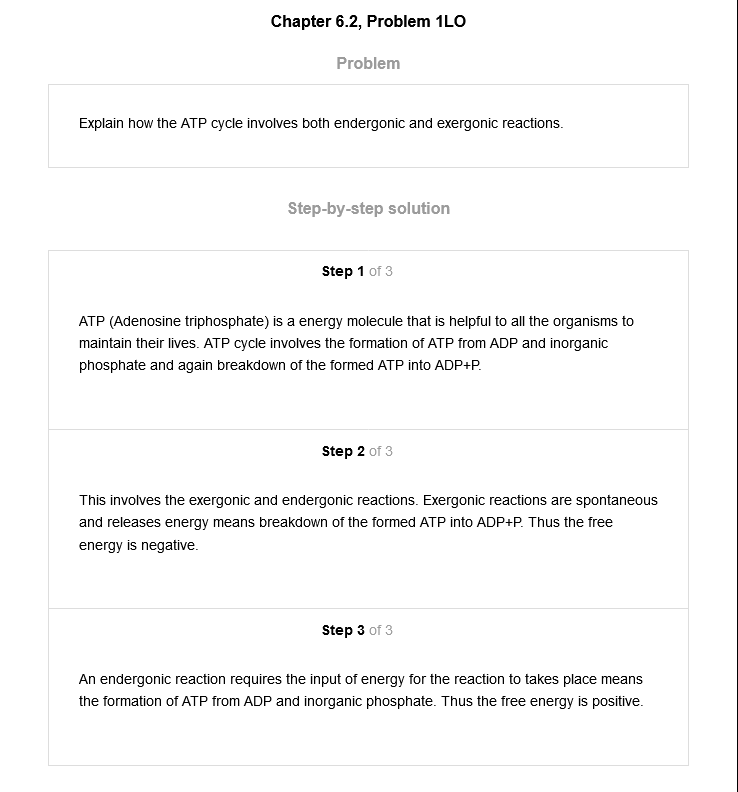 Chapter 6.2, Problem 1LO
Problem
Explain how the ATP cycle involves both endergonic and exergonic reactions.
Step-by-step solution
Step 1 of 3
ATP (Adenosine triphosphate) is a energy molecule that is helpful to all the organisms to
maintain their lives. ATP cycle involves the formation of ATP from ADP and inorganic
phosphate and again breakdown of the formed ATP into ADP+P.
Step 2 of 3
This involves the exergonic and endergonic reactions. Exergonic reactions are spontaneous
and releases energy means breakdown of the formed ATP into ADP+P. Thus the free
energy is negative.
Step 3 of 3
An endergonic reaction requires the input of energy for the reaction to takes place means
the formation of ATP from ADP and inorganic phosphate. Thus the free energy is positive.